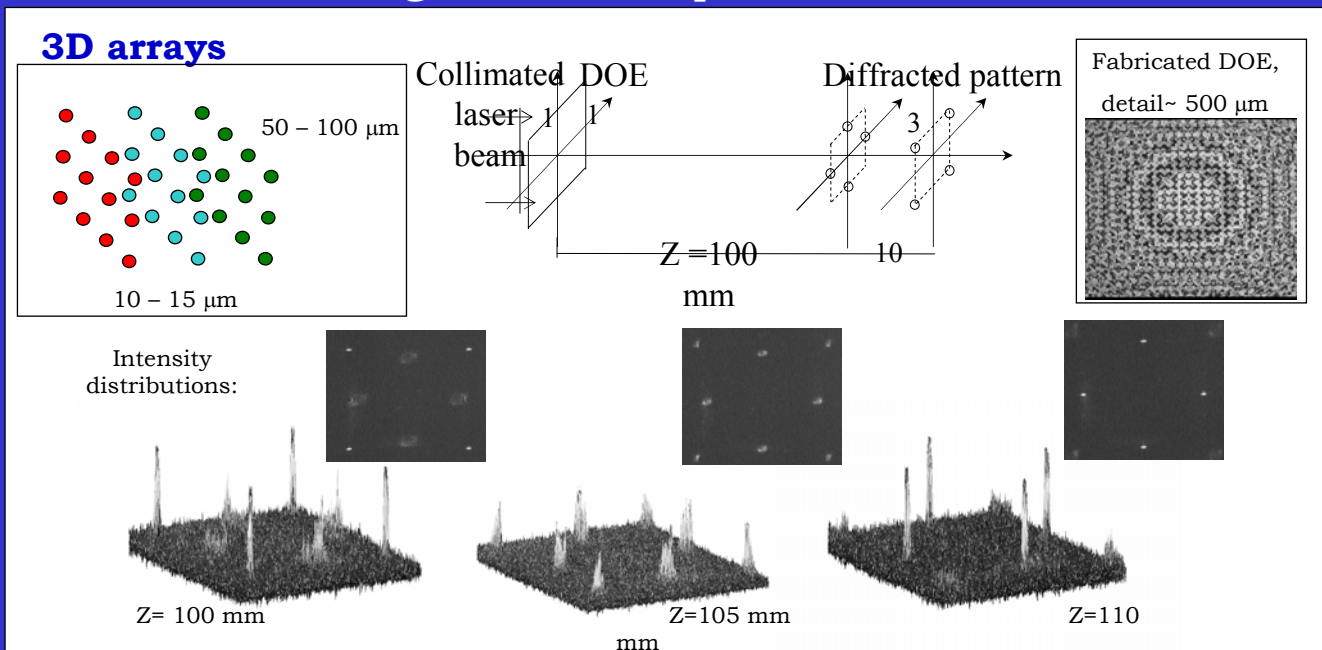 3D arrays
50 – 100 μm
10 – 15 μm
Collimated DOE
laser
beam
1
1
Diffracted pattern
3
Z =100
mm
10
Fabricated DOE,
detail~ 500 μm
Intensity
distributions:
Z= 100 mm
Z=105 mm
Z=110
mm